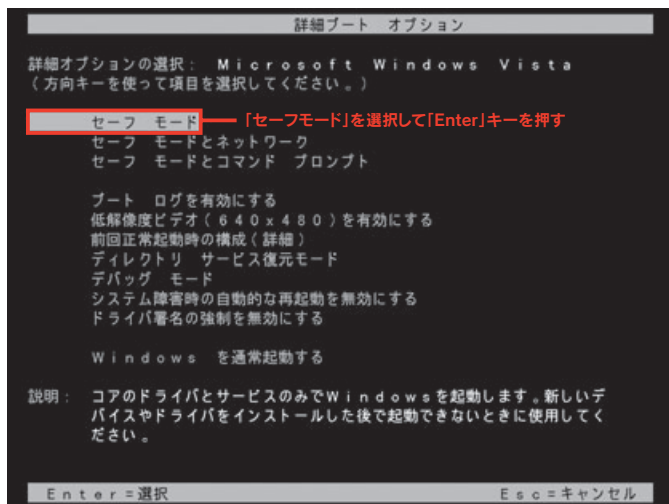 詳細ブート オプション
詳細オプションの選択： Microsoft Windows Vista
（方向キーを使って項目を選択してください。）
セーフ モード
「セーフモード」を選択して「Enter」キーを押す
セーフ モードとネットワーク
セーフ モードとコマンド プロンプト
ブート ログを有効にする
低解像度ビデオ（６４０ｘ４８０）を有効にする
前回正常起動時の構成（詳細）
ディレクトリ サービス復元モード
デバッグ モード
システム障害時の自動的な再起動を無効にする
ドライバ署名の強制を無効にする
Windows を通常起動する
説明： コアのドライバとサービスのみでWindowsを起動します。新しいデ
バイスやドライバをインストールした後で起動できないときに使用してく
ださい。
Enter=選択
Esc=キャンセル